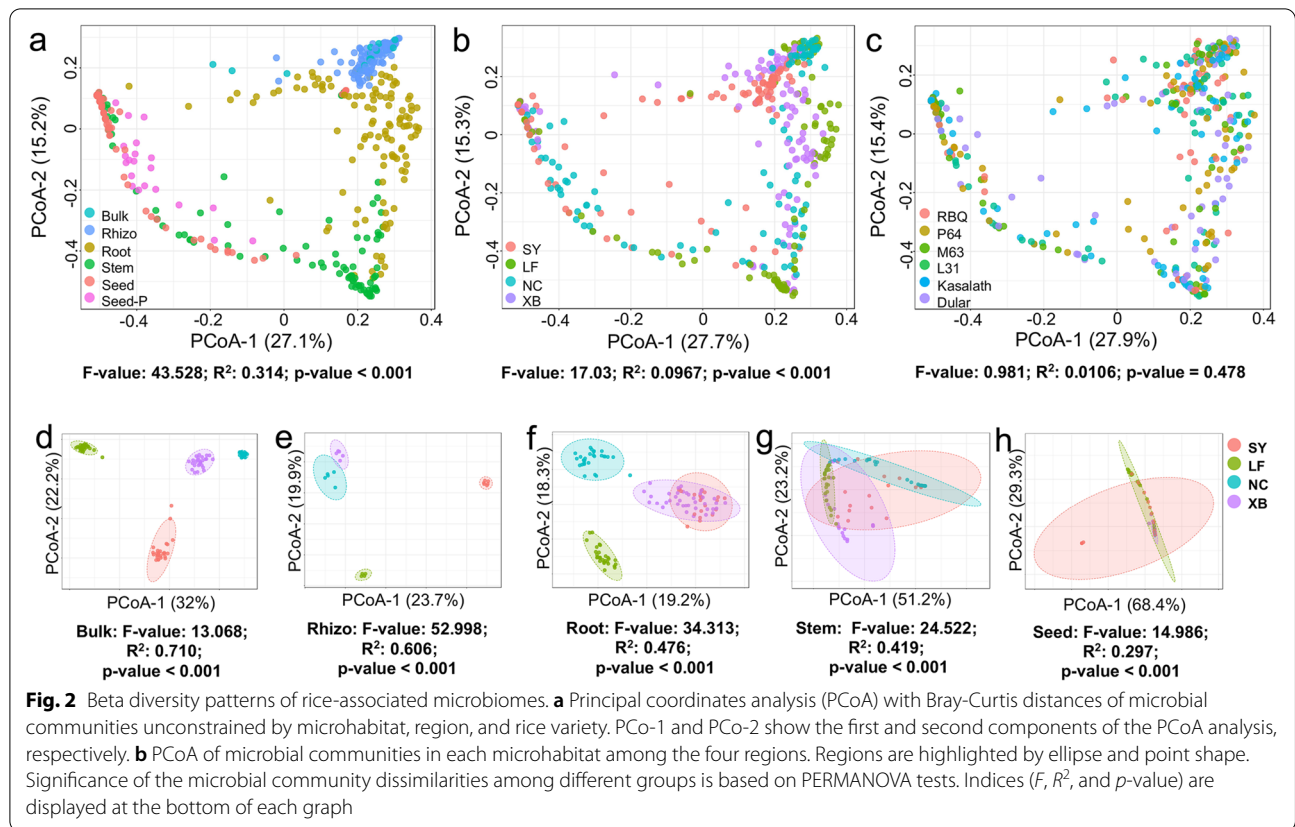 a
b
c
PCoA-2 (15.2%)
0.2
0
-0.2
-0.4
Bulk
Rhizo
Root
Stem
Seed
Seed-P
-0.4
-0.2
0
0.2
0.4
PCoA-1 (27.1%)
F-value: 43.528; R²: 0.314; p-value < 0.001
PCoA-2 (15.3%)
0.2
0
-0.2
-0.4
SY
LF
NC
XB
-0.4
-0.2
0
0.2
0.4
PCoA-1 (27.7%)
F-value: 17.03; R²: 0.0967; p-value < 0.001
PCoA-2 (15.4%)
0.2
0
-0.2
-0.4
RBQ
P64
M63
L31
Kasalath
Dular
-0.4
-0.2
0
0.2
0.4
PCoA-1 (27.9%)
F-value: 0.981; R²: 0.0106; p-value = 0.478
d
PCoA-2 (22.2%)
PCoA-1 (32%)
Bulk: F-value: 13.068;
R²: 0.710;
p-value < 0.001
e
PCoA-2 (19.9%)
PCoA-1 (23.7%)
Rhizo: F-value: 52.998;
R²: 0.606;
p-value < 0.001
f
PCoA-2 (18.3%)
PCoA-1 (19.2%)
Root: F-value: 34.313;
R²: 0.476;
p-value < 0.001
g
PCoA-2 (23.2%)
PCoA-1 (51.2%)
Stem: F-value: 24.522;
R²: 0.419;
p-value < 0.001
h
PCoA-2 (29.3%)
PCoA-1 (68.4%)
Seed: F-value: 14.986;
R²: 0.297;
p-value < 0.001
SY
LF
NC
XB
Fig. 2 Beta diversity patterns of rice-associated microbiomes. a Principal coordinates analysis (PCoA) with Bray-Curtis distances of microbial
communities unconstrained by microhabitat, region, and rice variety. PCo-1 and PCo-2 show the first and second components of the PCoA analysis,
respectively. b PCoA of microbial communities in each microhabitat among the four regions. Regions are highlighted by ellipse and point shape.
Significance of the microbial community dissimilarities among different groups is based on PERMANOVA tests. Indices (F, R², and p-value) are
displayed at the bottom of each graph